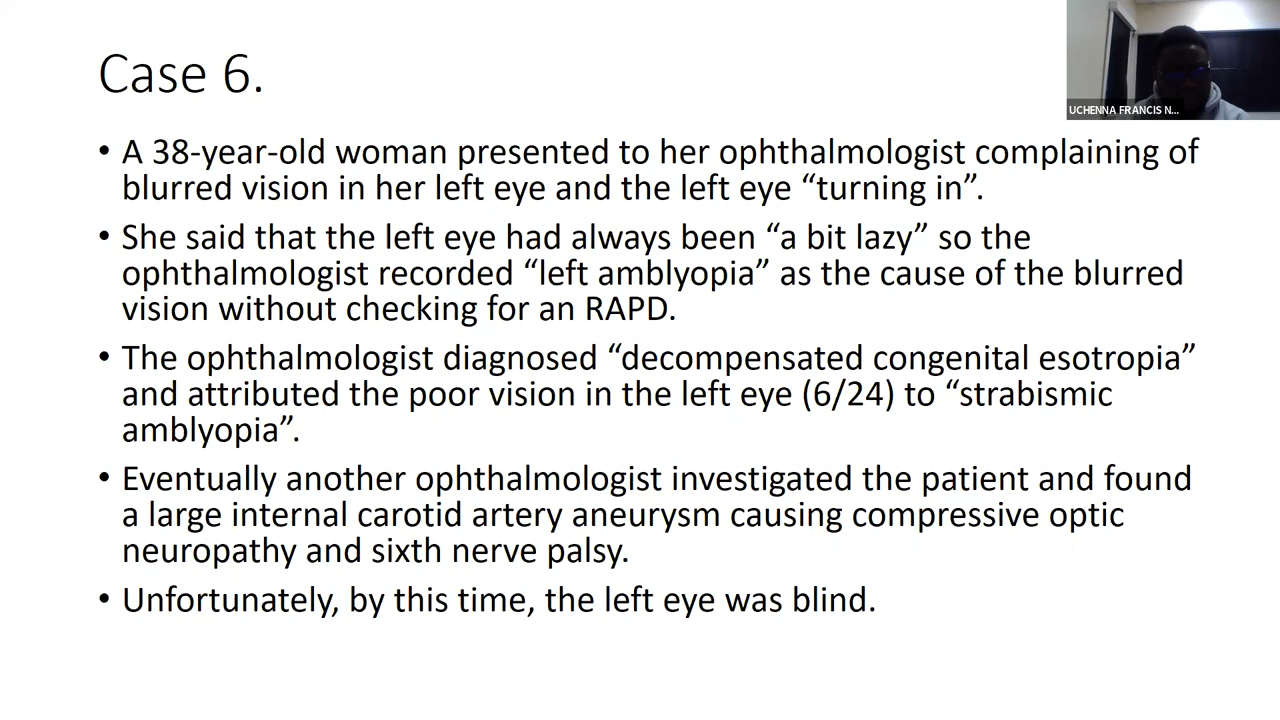 Case 6.
UCHENNA FRANCIS N...
• A 38-year-old woman presented to her ophthalmologist complaining of
blurred vision in her left eye and the left eye “turning in”.
• She said that the left eye had always been “a bit lazy” so the
ophthalmologist recorded “left amblyopia” as the cause of the blurred
vision without checking for an RAPD.
• The ophthalmologist diagnosed “decompensated congenital esotropia”
and attributed the poor vision in the left eye (6/24) to “strabismic
amblyopia”.
• Eventually another ophthalmologist investigated the patient and found
a large internal carotid artery aneurysm causing compressive optic
neuropathy and sixth nerve palsy.
• Unfortunately, by this time, the left eye was blind.